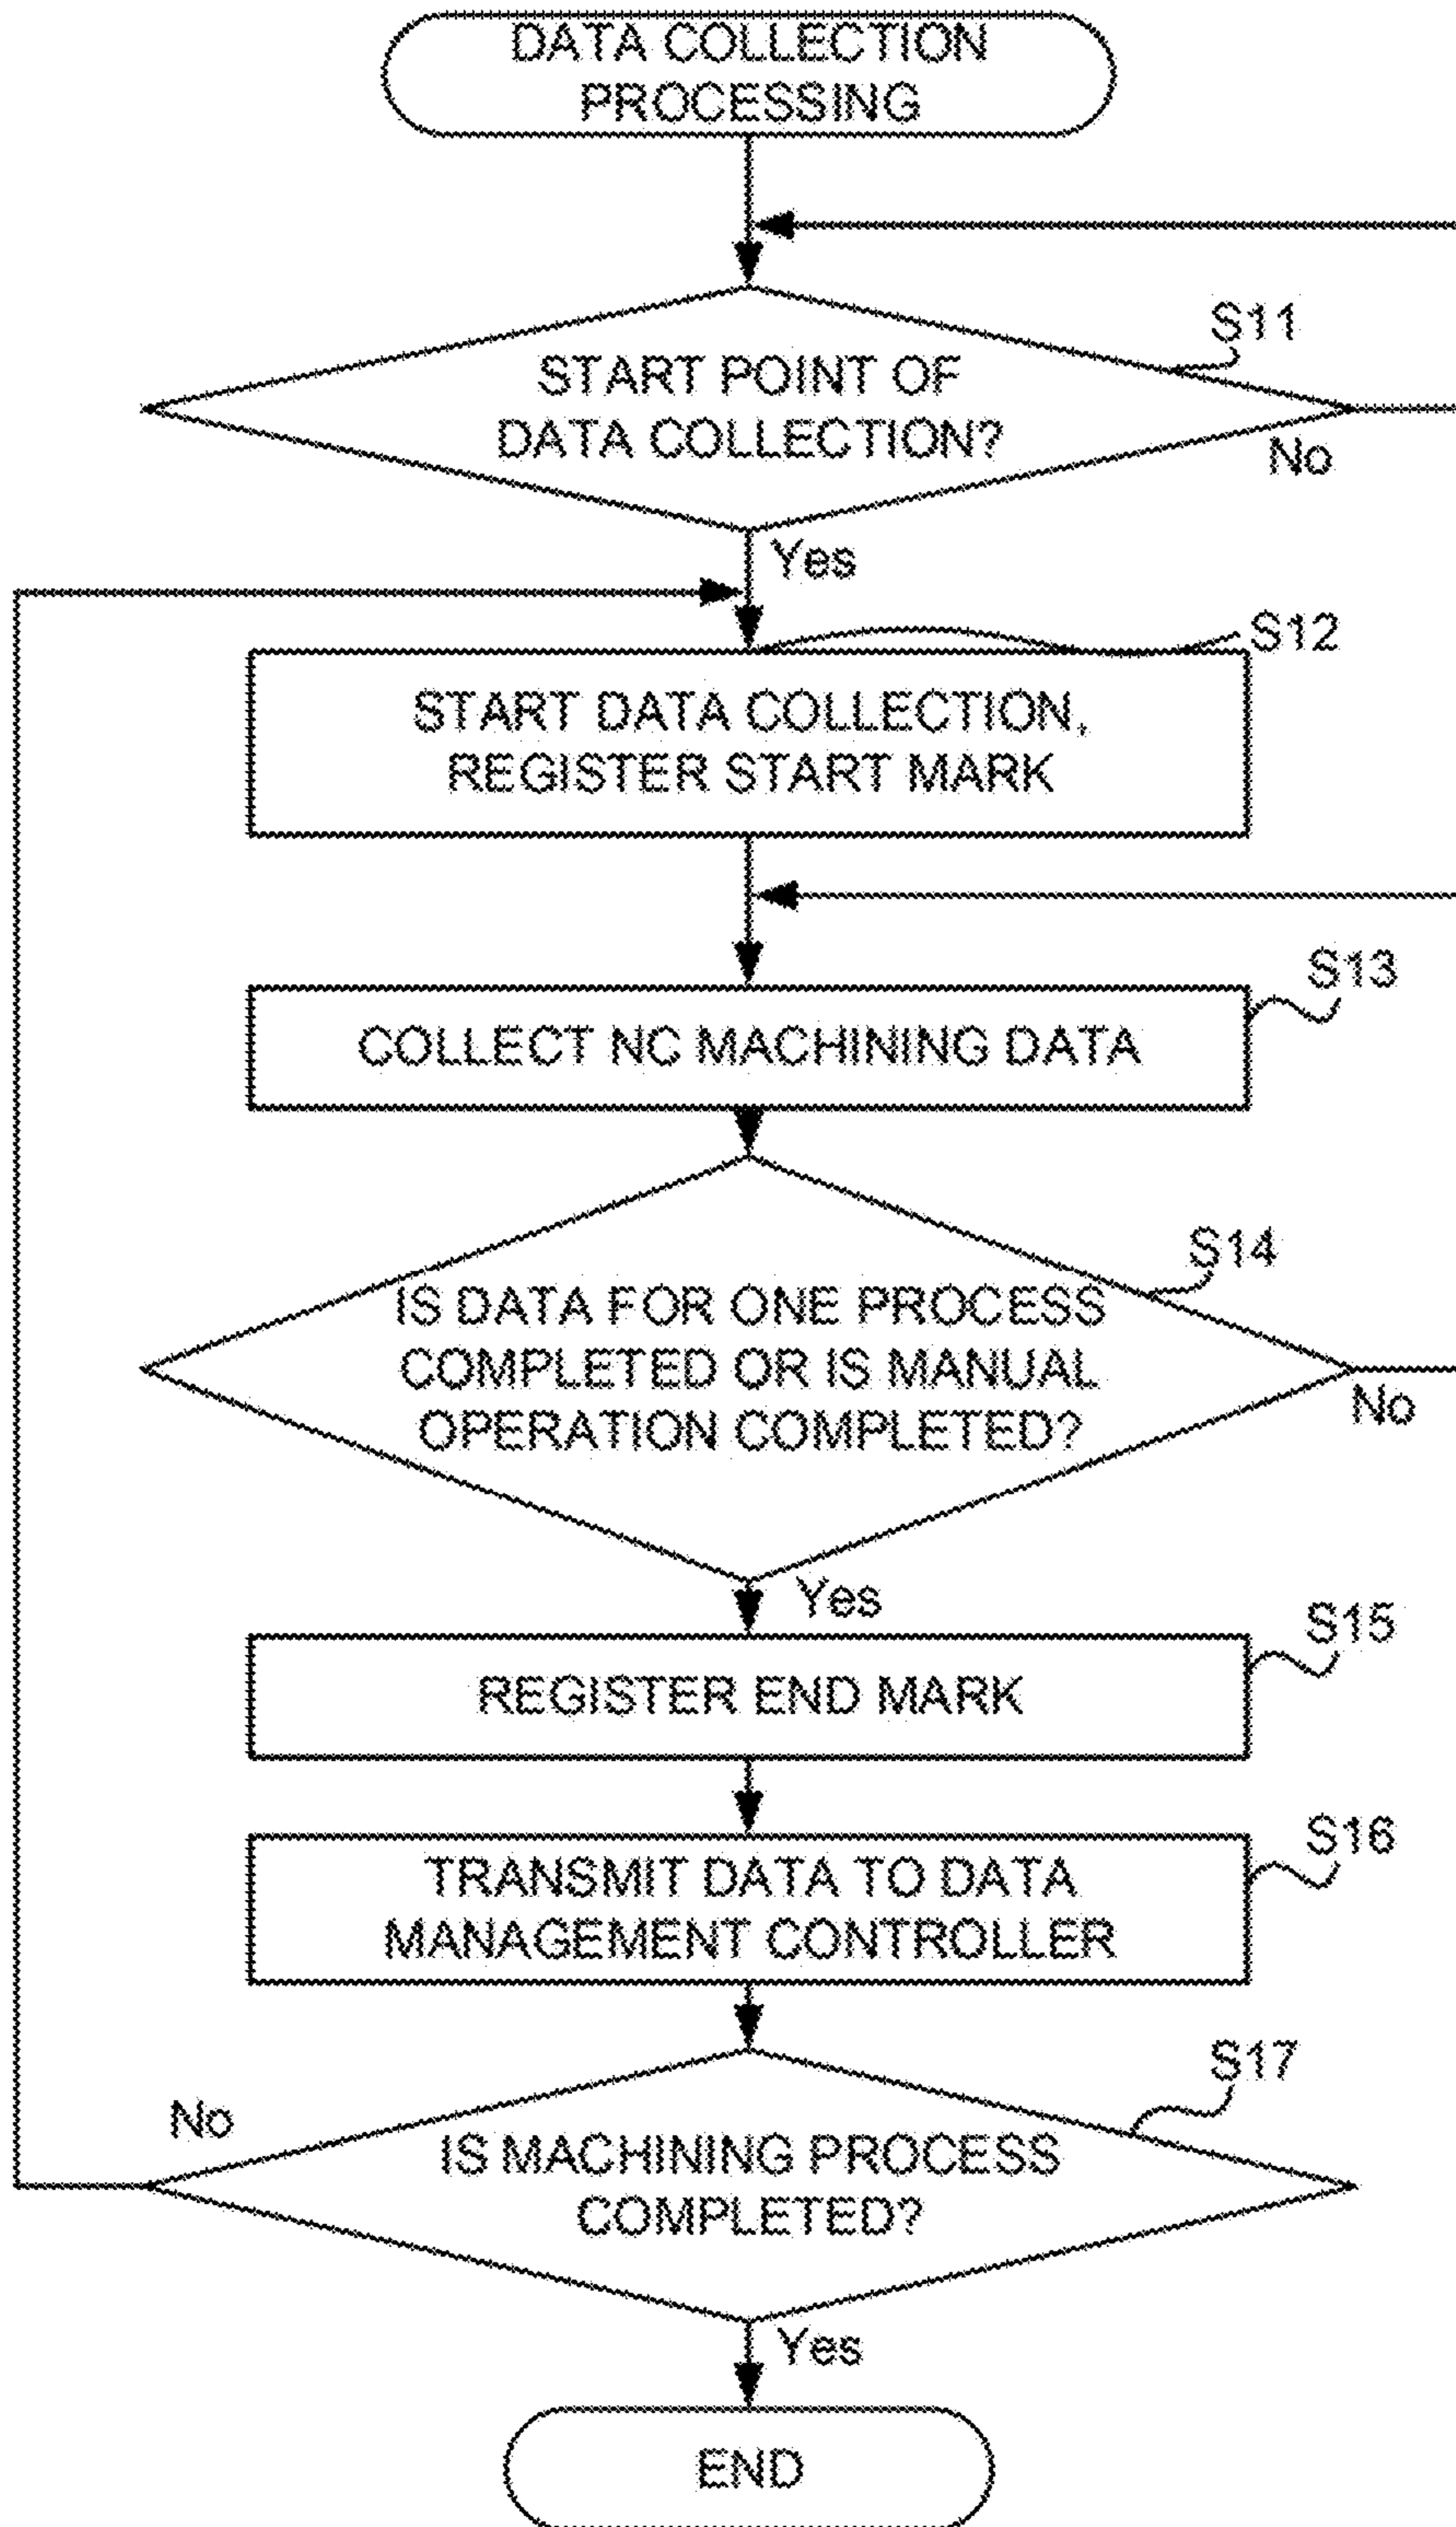 DATA COLLECTION
PROCESSING
S11
START POINT OF
DATA COLLECTION?
No
Yes
S12
START DATA COLLECTION,
REGISTER START MARK
S13
COLLECT NC MACHINING DATA
S14
IS DATA FOR ONE PROCESS
COMPLETED OR IS MANUAL
OPERATION COMPLETED?
No
Yes
S15
REGISTER END MARK
S16
TRANSMIT DATA TO DATA
MANAGEMENT CONTROLLER
S17
No
IS MACHINING PROCESS
COMPLETED?
Yes
END